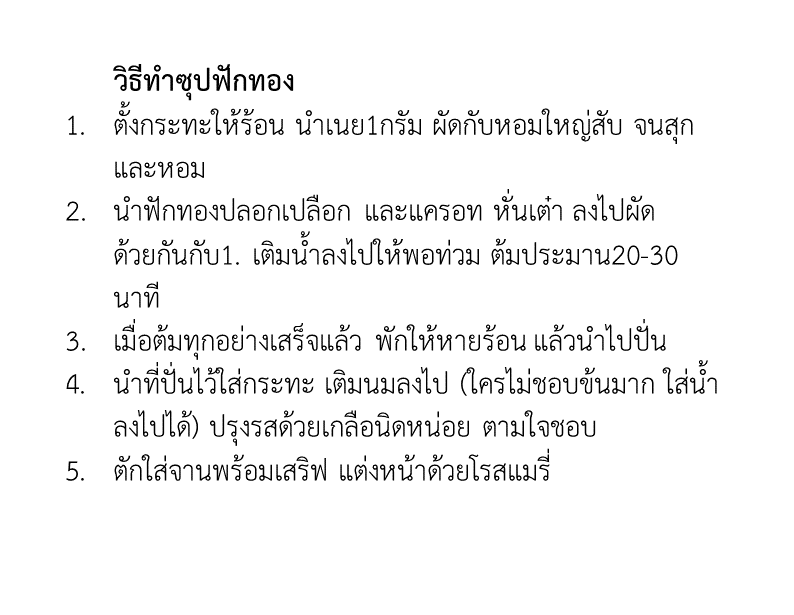 วิธีทำซุปฟักทอง
1. ตั้งกระทะให้ร้อน นำเนย1กรัม ผัดกับหอมใหญ่สับ จนสุก
และหอม
2. นำฟักทองปลอกเปลือก และแครอท หั่นเต๋า ลงไปผัด
ด้วยกันกับ1. เติมน้ำลงไปให้พอท่วม ต้มประมาน20-30
นาที
3. เมื่อต้มทุกอย่างเสร็จแล้ว พักให้หายร้อน แล้วนำไปปั่น
4. นำที่ปั่นไว้ใส่กระทะ เติมนมลงไป (ใครไม่ชอบข้นมาก ใส่น้ำ
ลงไปได้) ปรุงรสด้วยเกลือนิดหน่อย ตามใจชอบ
5. ตักใส่จานพร้อมเสริฟ แต่งหน้าด้วยโรสแมรี่